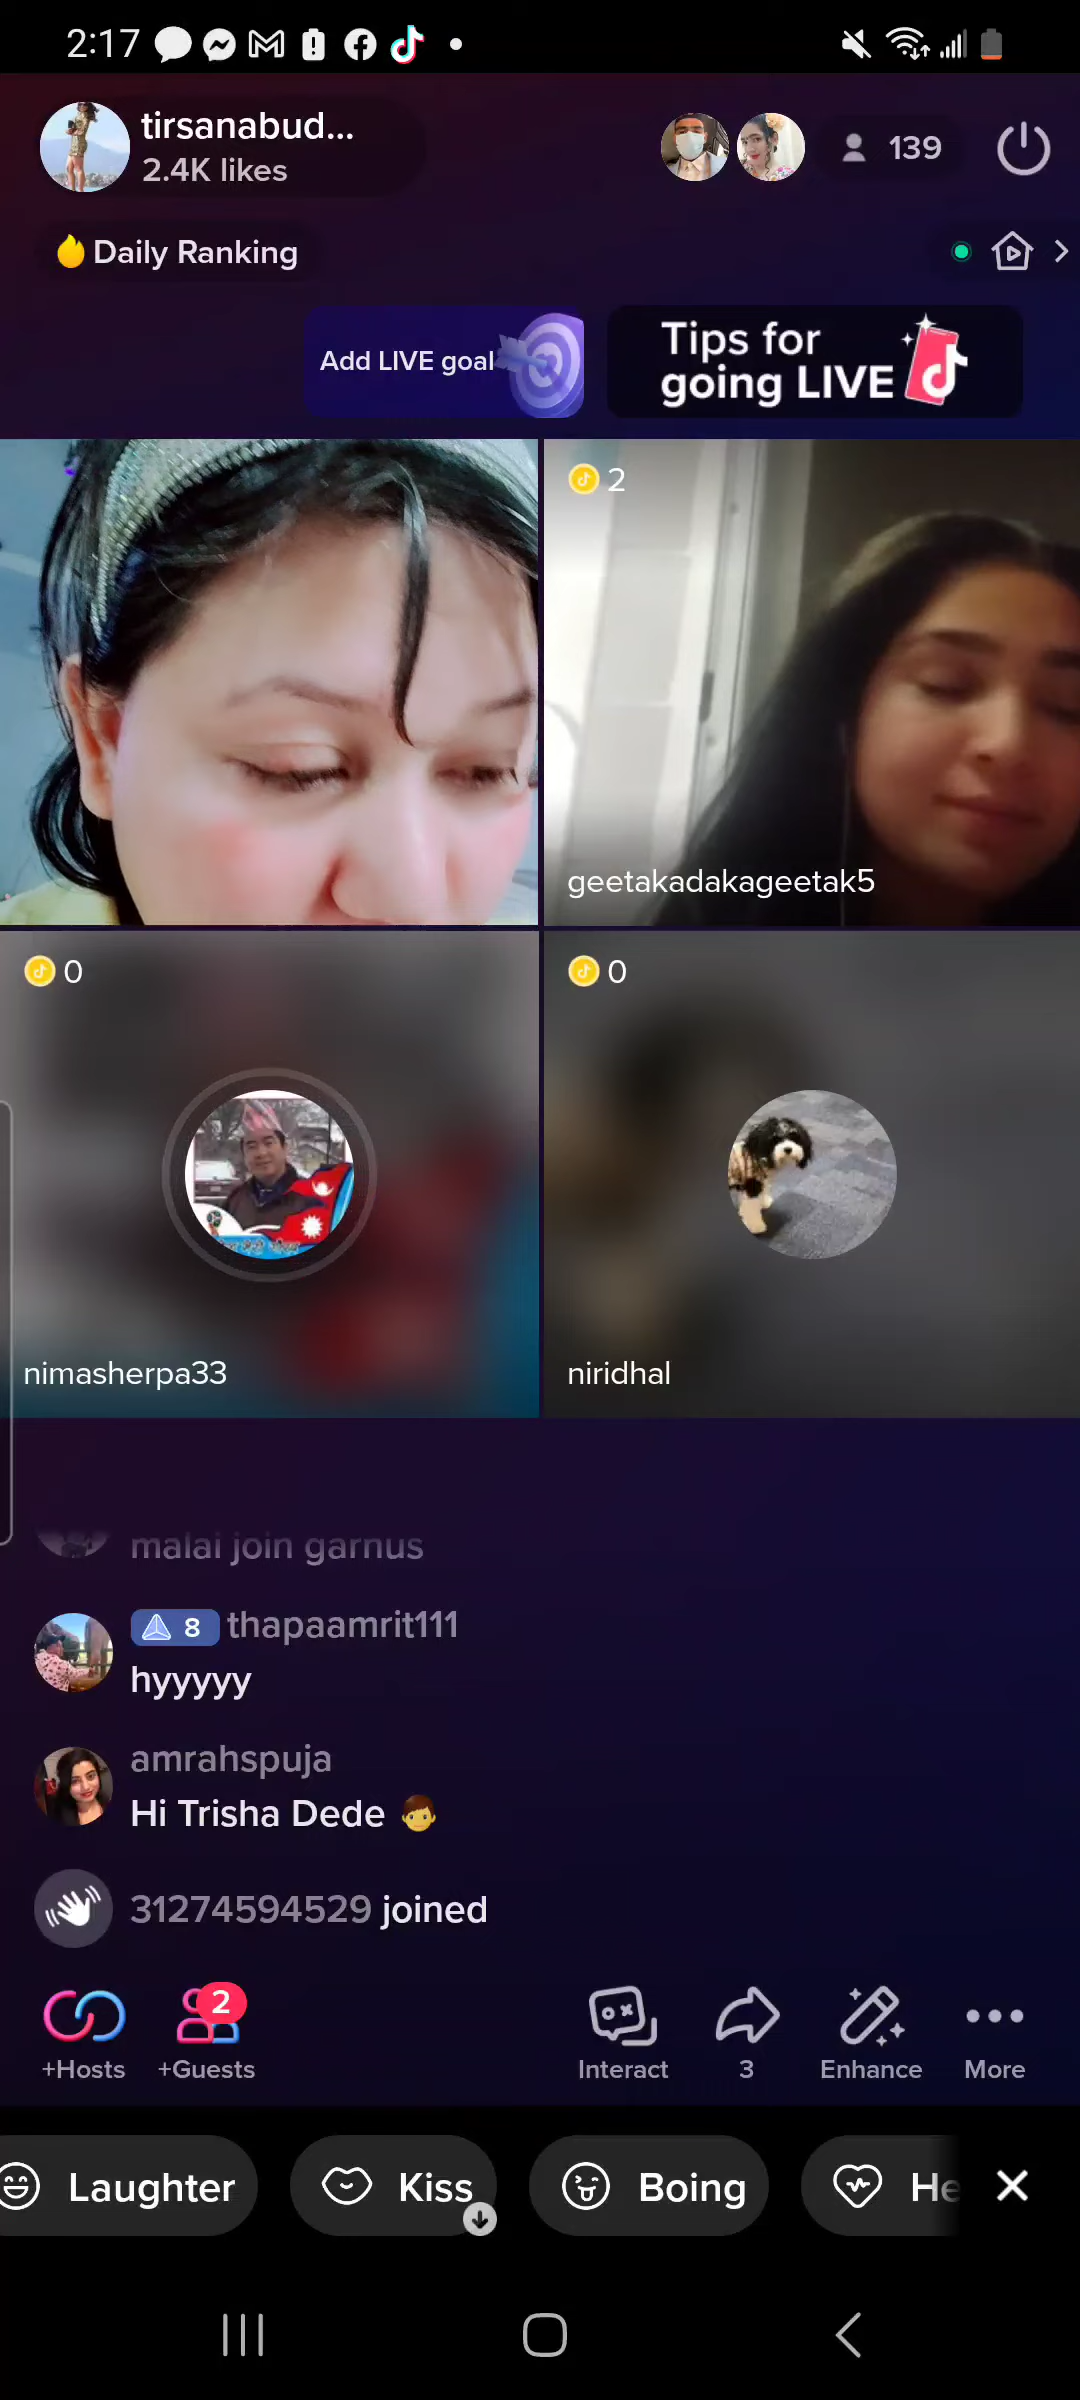 2:17
tirsanabud...
2.4K likes
139
Daily Ranking
Add LIVE goal
Tips for
going LIVE
2
geetakadakageetak5
0
0
nimasherpa33
niridhal
malai join garnus
8 thapaamrit111
hyyyyy
amrahspuja
Hi Trisha Dede
31274594529 joined
2
+Hosts
+Guests
Interact
3
Enhance
More
Laughter
Kiss
Boing
He